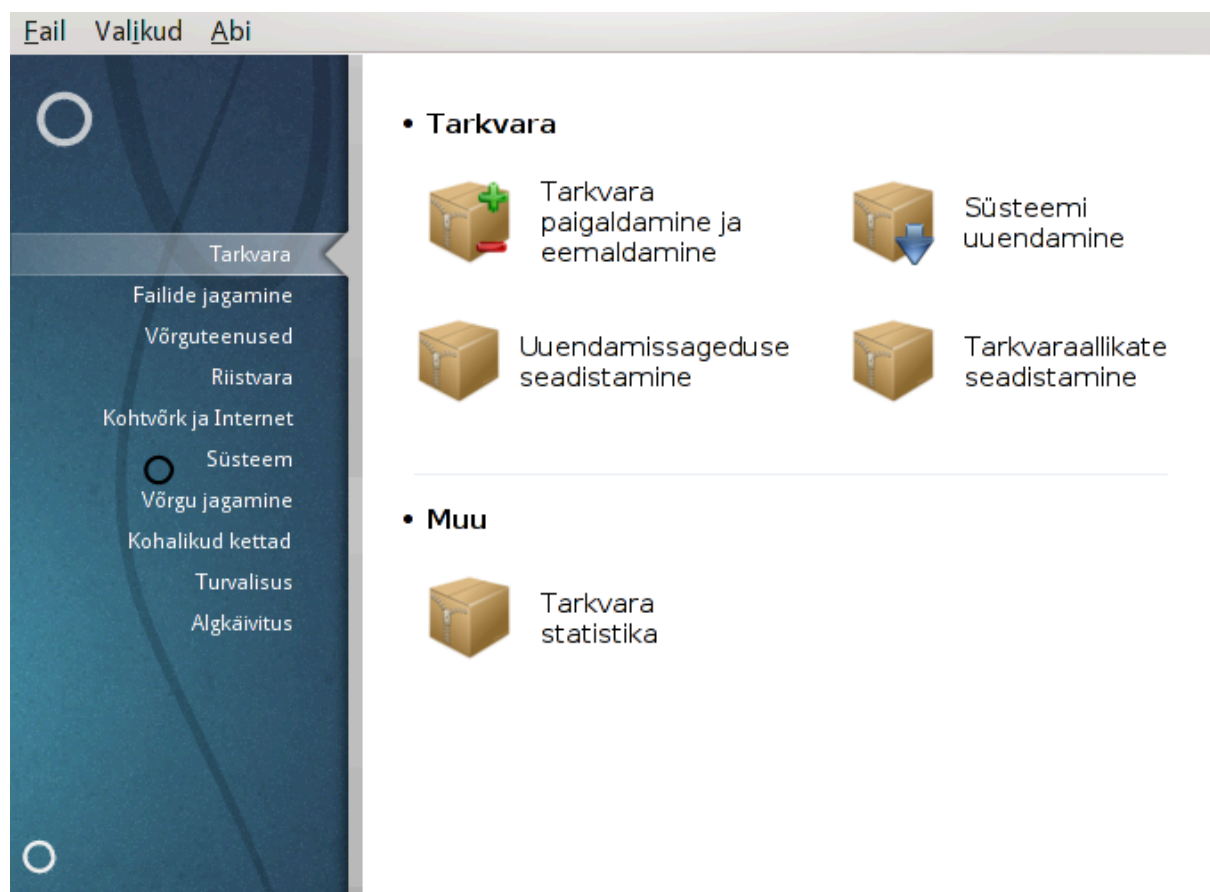 Fail Valikud Abi
Tarkvara
Failide jagamine
Võrguteenused
Riistvara
Kohtvõrk ja Internet
Süsteem
Võrgu jagamine
Kohalikud kettad
Turvalisus
Algkäivitus
• Tarkvara
Tarkvara
paigaldamine ja
eemaldamine
Süsteemi
uuendamine
Uuendamissageduse
seadistamine
Tarkvaraallikate
seadistamine
• Muu
Tarkvara
statistika